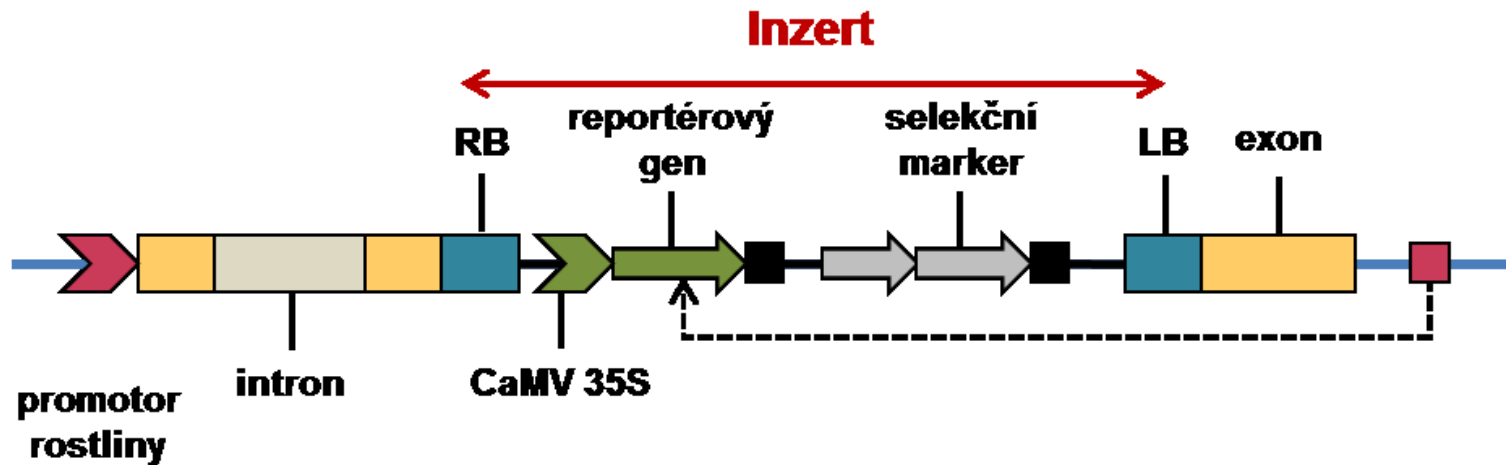 Inzert
reportérový
gen
selekční
marker
RB
LB
exon
intron
CaMV 35S
promotor
rostliny